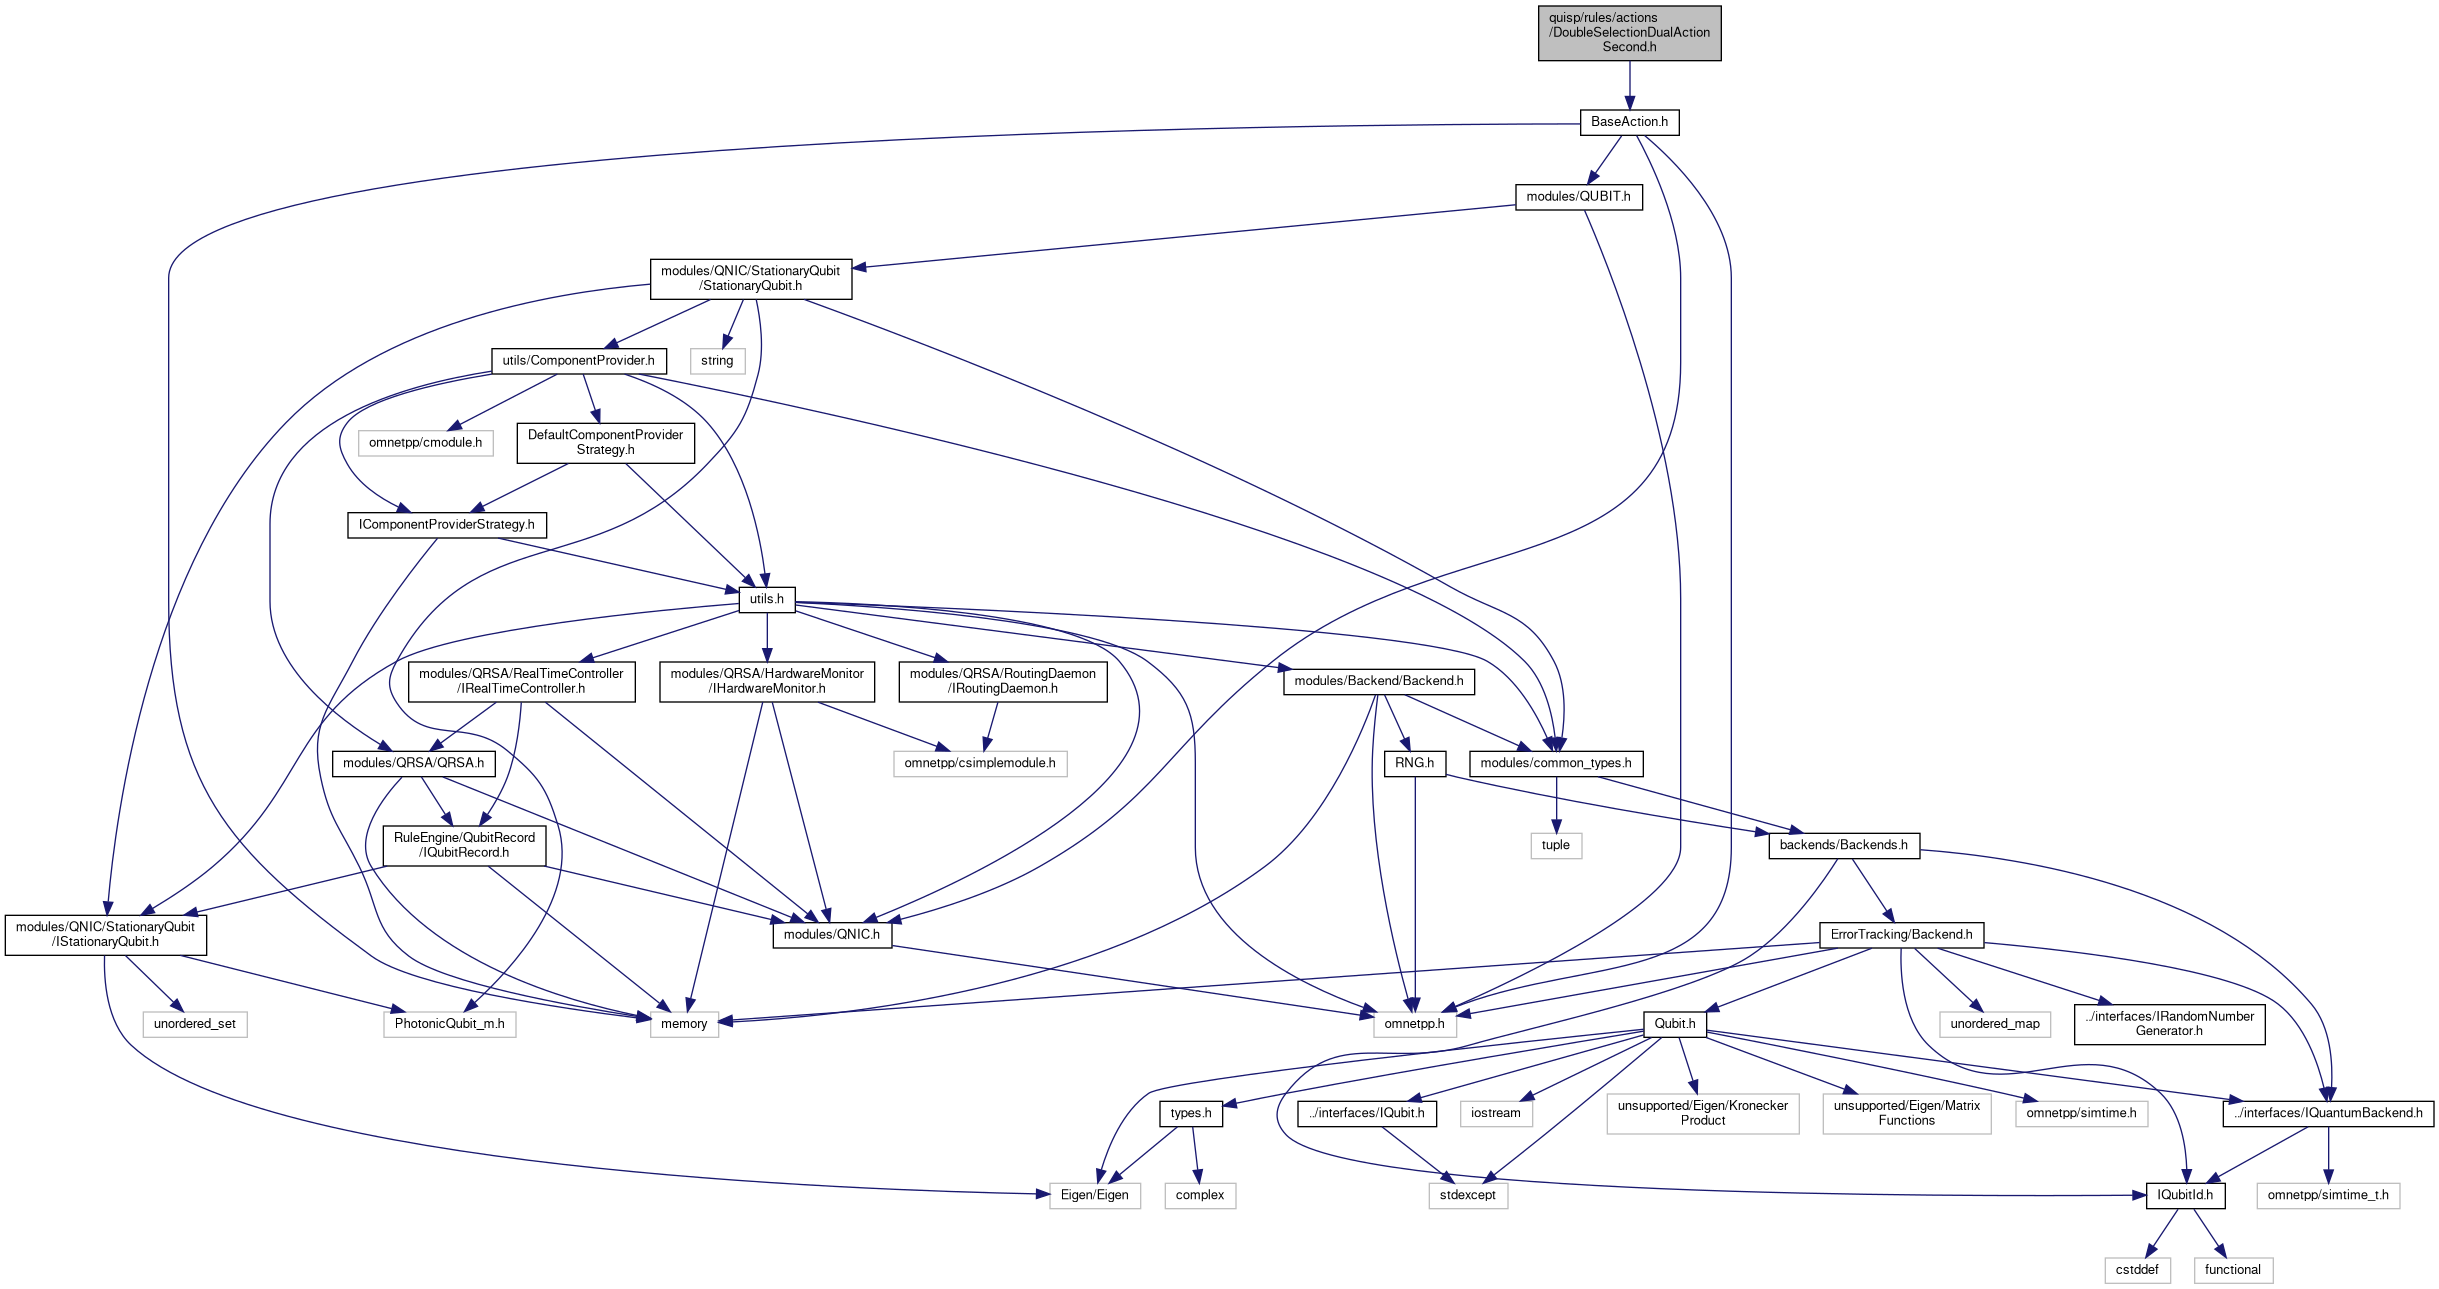 quisp/rules/actions
/DoubleSelectionDualAction
Second.h
BaseAction.h
modules/QUBIT.h
modules/QNIC/StationaryQubit
/StationaryQubit.h
utils/ComponentProvider.h
string
omnetpp/cmodule.h
DefaultComponentProvider
Strategy.h
IComponentProviderStrategy.h
utils.h
modules/QRSA/RealTimeController
/IRealTimeController.h
modules/QRSA/HardwareMonitor
/IHardwareMonitor.h
modules/QRSA/RoutingDaemon
/IRoutingDaemon.h
modules/Backend/Backend.h
modules/QRSA/QRSA.h
omnetpp/csimplemodule.h
RNG.h
modules/common_types.h
RuleEngine/QubitRecord
/IQubitRecord.h
tuple
backends/Backends.h
modules/QNIC/StationaryQubit
/IStationaryQubit.h
modules/QNIC.h
ErrorTracking/Backend.h
unordered_set
PhotonicQubit_m.h
memory
omnetpp.h
Qubit.h
unordered_map
../interfaces/IRandomNumber
Generator.h
types.h
../interfaces/IQubit.h
iostream
unsupported/Eigen/Kronecker
Product
unsupported/Eigen/Matrix
Functions
omnetpp/simtime.h
../interfaces/IQuantumBackend.h
Eigen/Eigen
complex
stdexcept
IQubitId.h
omnetpp/simtime_t.h
cstddef
functional